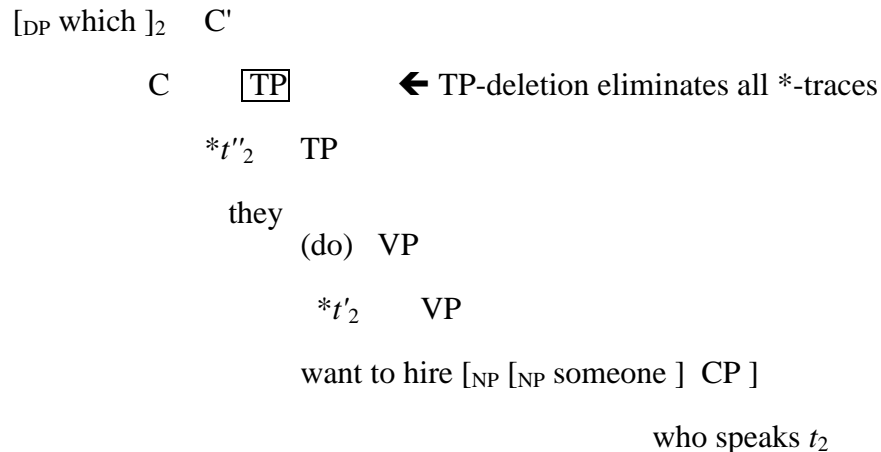 [DP which ]2 C'
C TP 🡸 TP-deletion eliminates all *-traces
*t''2 TP
they
(do) VP
*t'2 VP
want to hire [NP [NP someone ] CP ]
who speaks t2